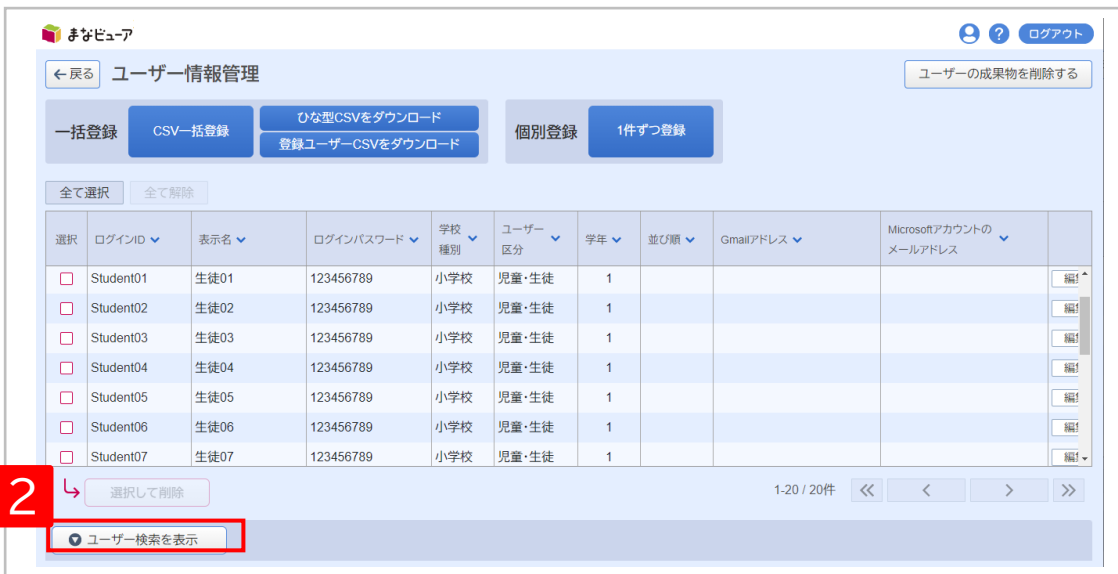 まなビューア
? ログアウト
←戻る ユーザー情報管理 ユーザーの成果物を削除する
一括登録 CSV一括登録 ひな型CSVをダウンロード 個別登録 1件ずつ登録
登録ユーザーCSVをダウンロード
全て選択 全て解除
選択 ログインID 表示名 ログインパスワード 学校種別 ユーザー区分 学年 並び順 Gmailアドレス Microsoftアカウントのメールアドレス
Student01 生徒01 123456789 小学校 児童・生徒 1
Student02 生徒02 123456789 小学校 児童・生徒 1
Student03 生徒03 123456789 小学校 児童・生徒 1
Student04 生徒04 123456789 小学校 児童・生徒 1
Student05 生徒05 123456789 小学校 児童・生徒 1
Student06 生徒06 123456789 小学校 児童・生徒 1
Student07 生徒07 123456789 小学校 児童・生徒 1
2 選択して削除 1-20 / 20件 « < > »
ユーザー検索を表示